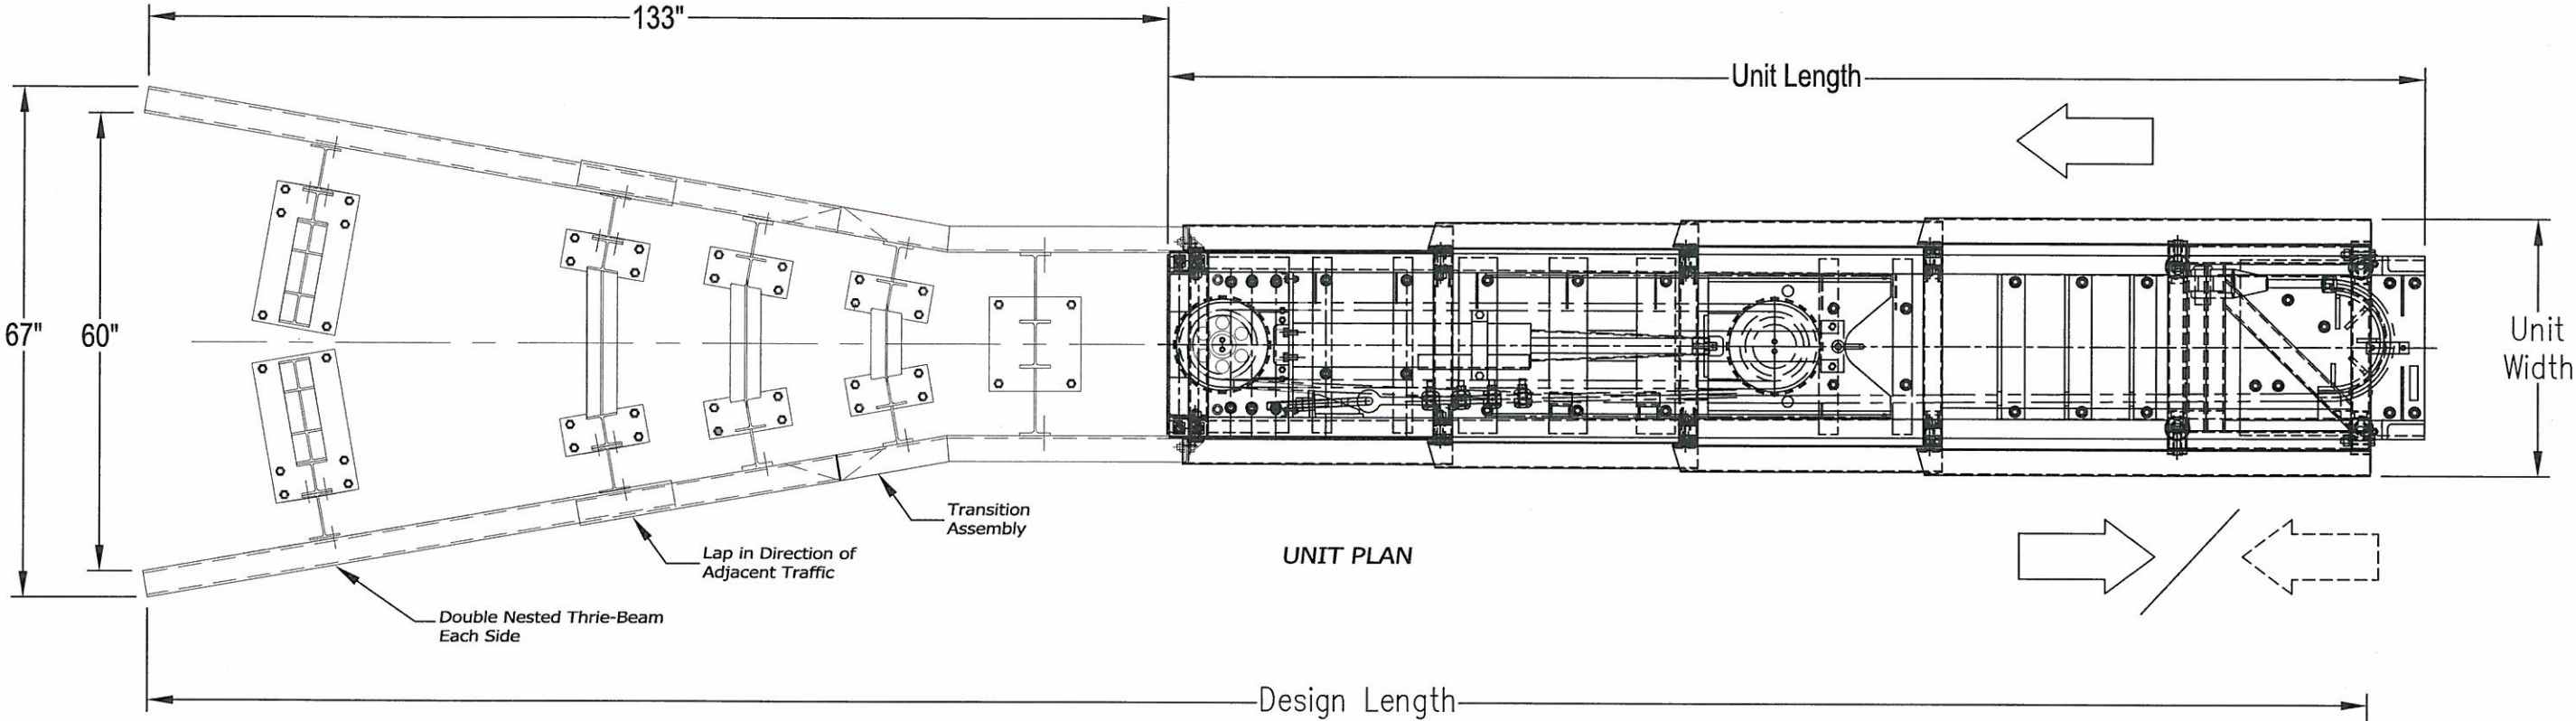 133"
Unit Length
67"
60"
Unit
Width
Transition
Assembly
Lap in Direction of
Adjacent Traffic
UNIT PLAN
Double Nested Thrie-Beam
Each Side
Design Length